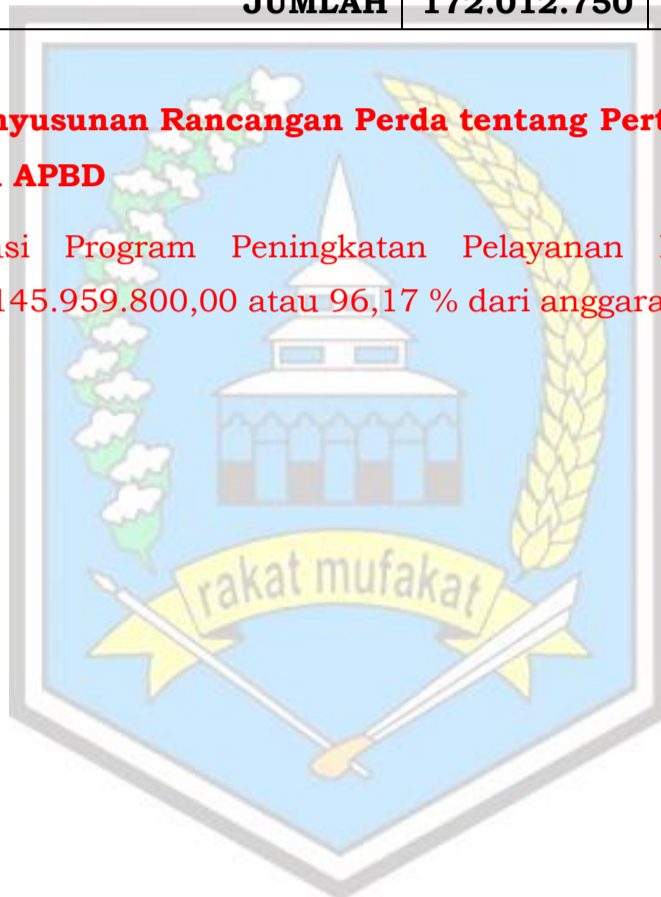 JUMLAH 172.012.750
nyusunan Rancangan Perda tentang Pert
APBD
si Program Peningkatan Pelayanan
145.959.800,00 atau 96,17 % dari anggara
rakat mufakat